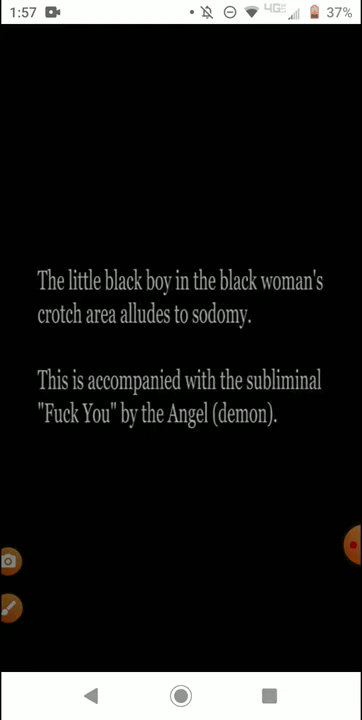 1:57
4GE
37%
The little black boy in the black woman's
crotch area alludes to sodomy.
This is accompanied with the subliminal
"Fuck You" by the Angel (demon).